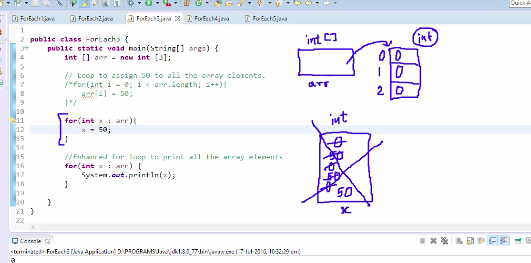 Quick A
ForEach1.java
ForEach2.java
ForEach3.java
ForEach4.java
ForEach5.java
1
2 public class ForEach3 {
3 public static void main(String[] args) {
4 int [] arr = new int [3];
5
6 // Loop to assign 50 to all the array elements.
7 /*for(int i = 0; i < arr.length; i++){
8 arr[i] = 50;
9 }*/
10
11 for(int x : arr){
12 x = 50;
13 }
14
15 //Enhanced for loop to print all the array elements
16 for(int x : arr) {
17 System.out.println(x);
18 }
19
20 }
21 }
22
int []
int
0 0
1 0
2 0
arr
int
0
50
0
50
0
50
x
Console
<terminated> ForEach3 [Java Application] D:\PROGRAMS\Java\jdk1.8.0_77\bin\javaw.exe (17-Jul-2016, 10:32:29 pm)
0